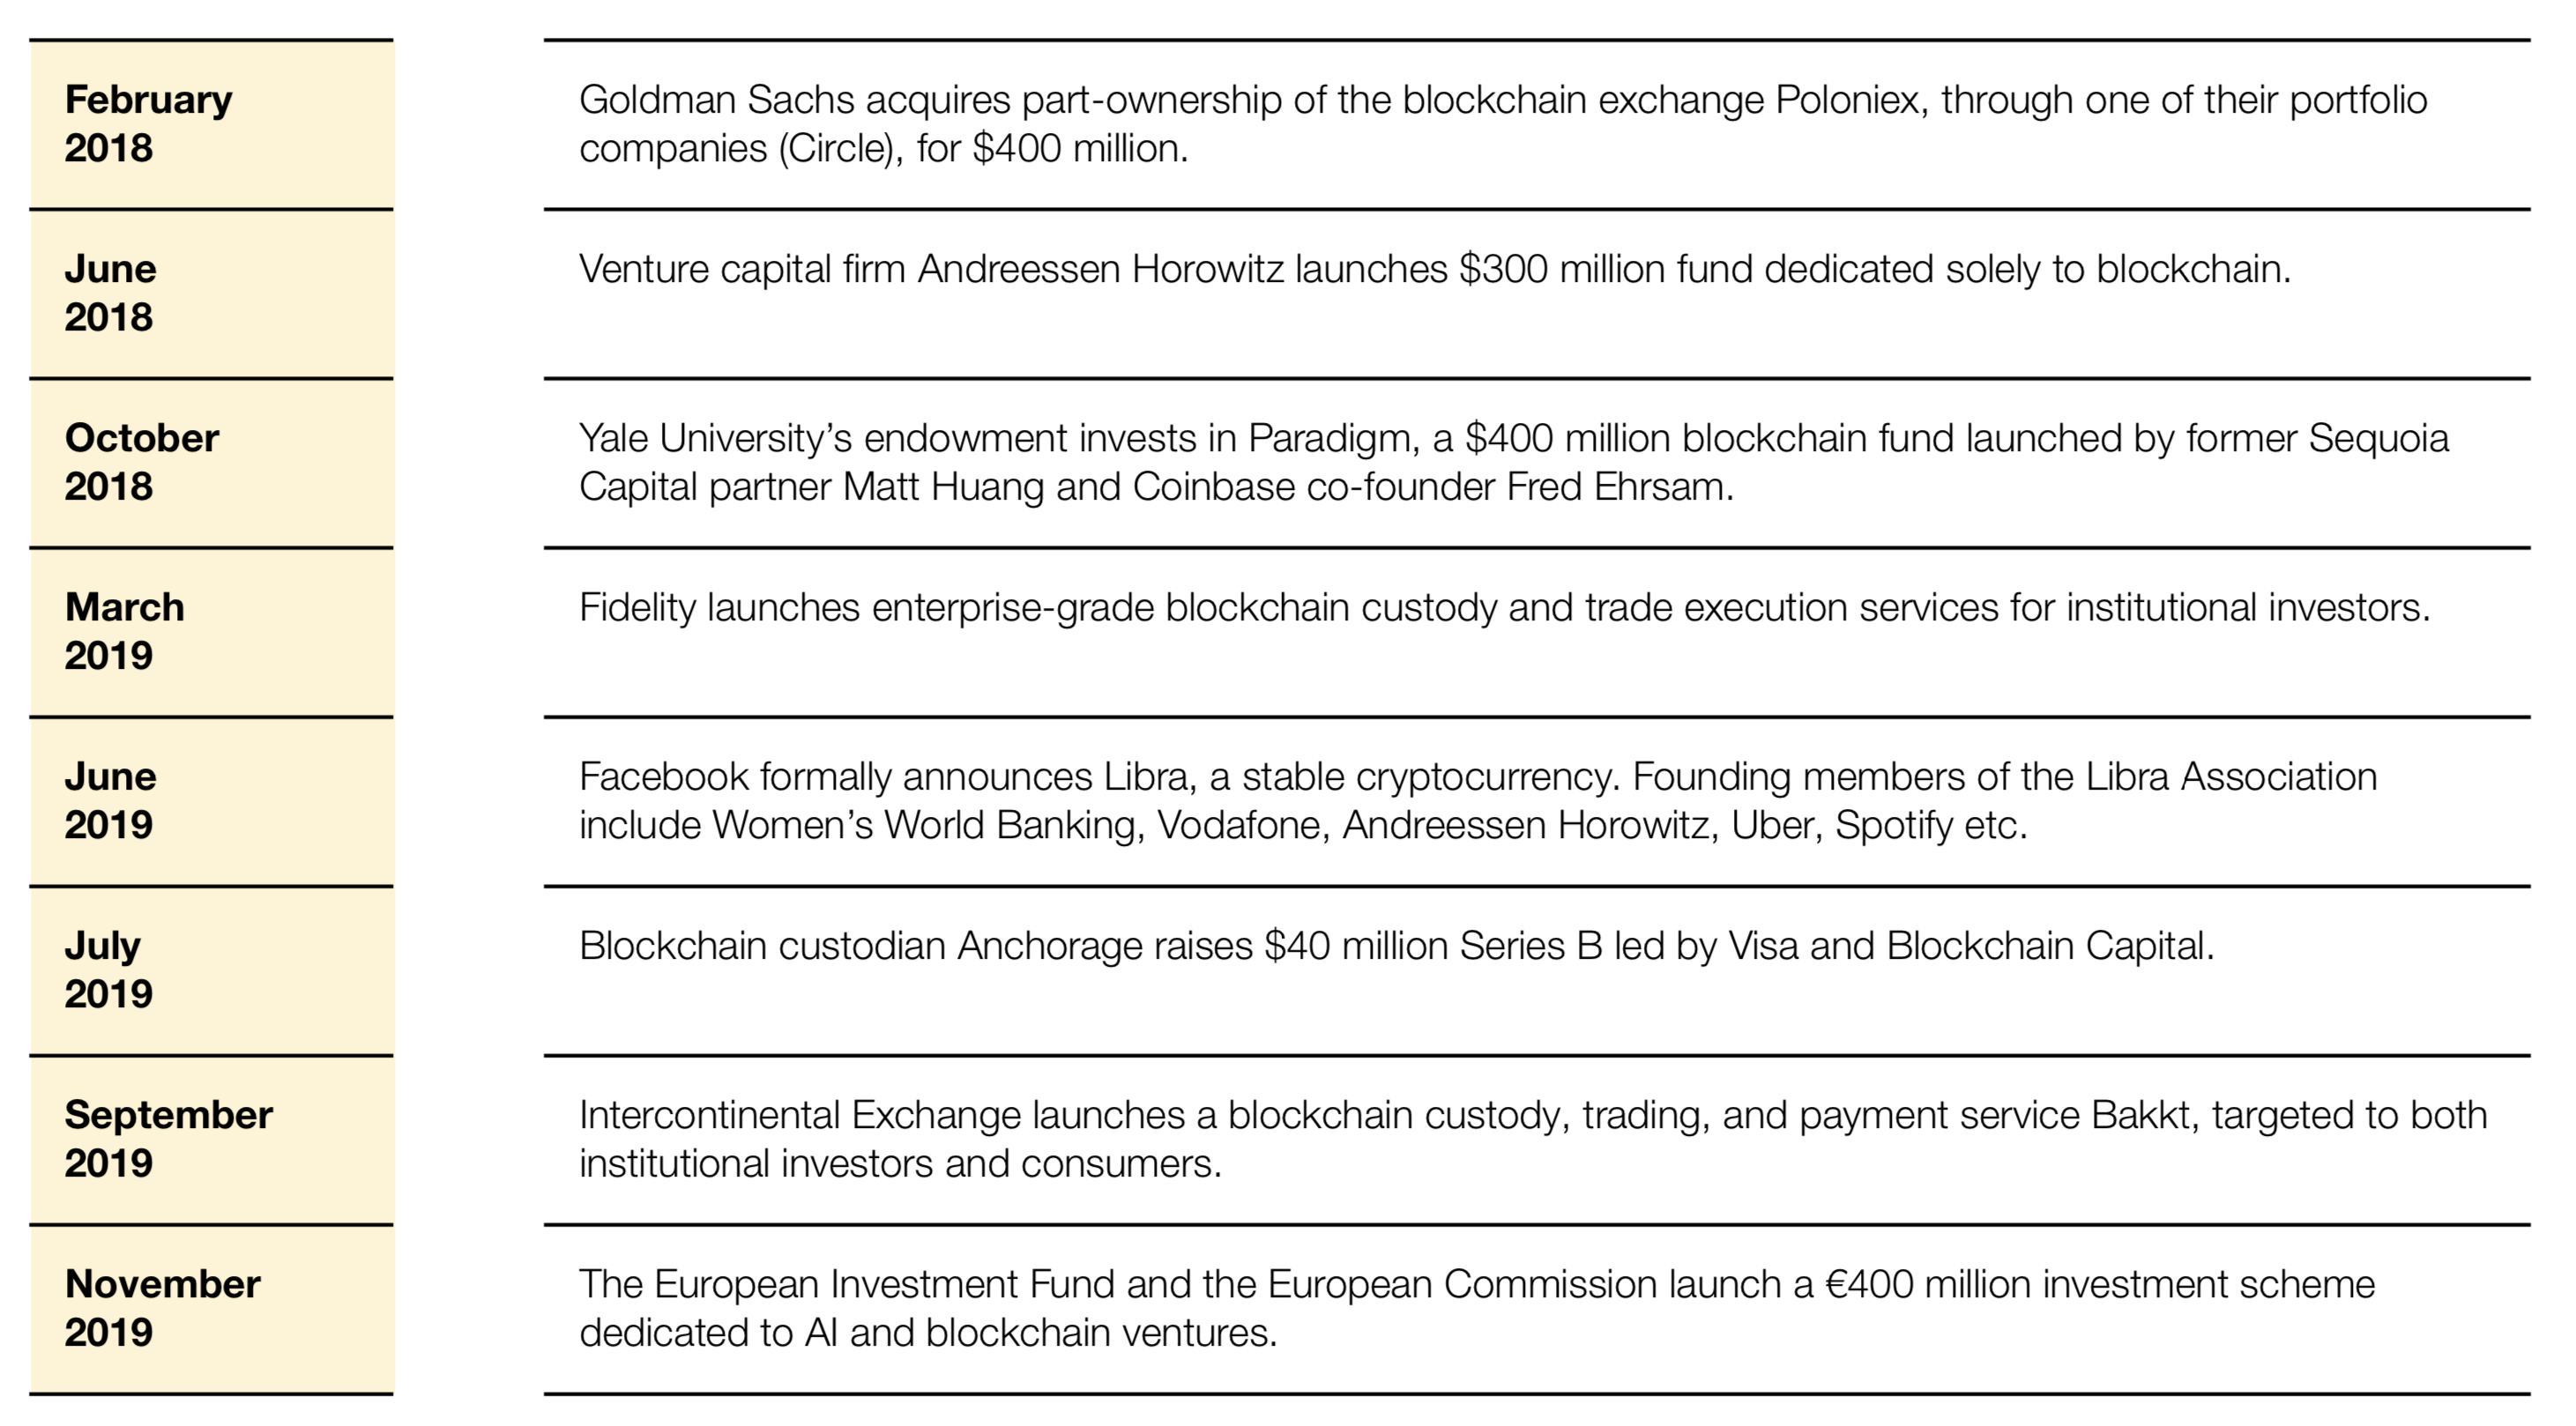 February
2018
Goldman Sachs acquires part-ownership of the blockchain exchange Poloniex, through one of their portfolio
companies (Circle), for $400 million.
June
2018
Venture capital firm Andreessen Horowitz launches $300 million fund dedicated solely to blockchain.
October
2018
Yale University’s endowment invests in Paradigm, a $400 million blockchain fund launched by former Sequoia
Capital partner Matt Huang and Coinbase co-founder Fred Ehrsam.
March
2019
Fidelity launches enterprise-grade blockchain custody and trade execution services for institutional investors.
June
2019
Facebook formally announces Libra, a stable cryptocurrency. Founding members of the Libra Association
include Women’s World Banking, Vodafone, Andreessen Horowitz, Uber, Spotify etc.
July
2019
Blockchain custodian Anchorage raises $40 million Series B led by Visa and Blockchain Capital.
September
2019
Intercontinental Exchange launches a blockchain custody, trading, and payment service Bakkt, targeted to both
institutional investors and consumers.
November
2019
The European Investment Fund and the European Commission launch a €400 million investment scheme
dedicated to AI and blockchain ventures.